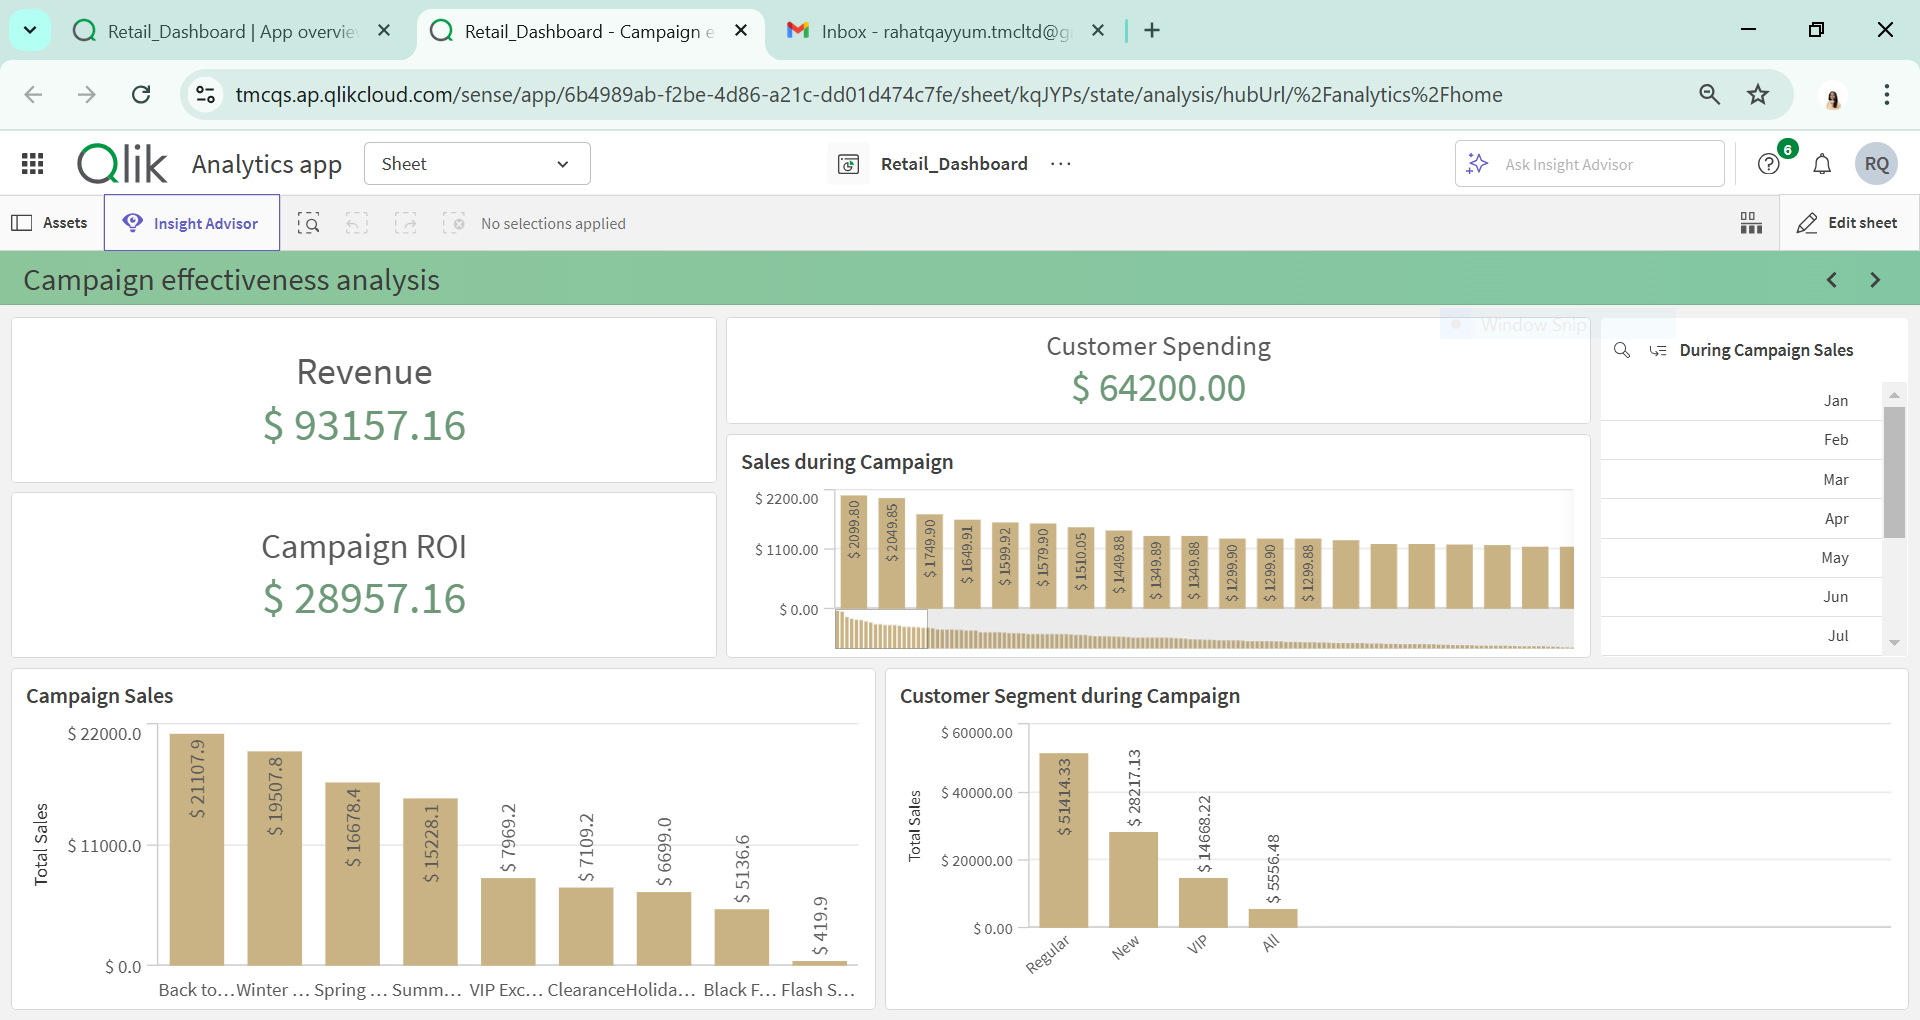 Retail_Dashboard | App overvie
Retail_Dashboard - Campaign e
Inbox - rahatqayyum.tmcltd@g
tmcqs.ap.qlikcloud.com/sense/app/6b4989ab-f2be-4d86-a21c-dd01d474c7fe/sheet/kqJYPs/state/analysis/hubUrl/%2Fanalytics%2Fhome
Qlik Analytics app Sheet Retail_Dashboard ... Ask Insight Advisor 6 RQ
Assets Insight Advisor No selections applied Edit sheet
Campaign effectiveness analysis
Window Snip
Revenue
$ 93157.16
Campaign ROI
$ 28957.16
Customer Spending
$ 64200.00
Sales during Campaign
$ 2200.00
$ 1100.00
$ 0.00
$ 2099.80
$ 2049.85
$ 1749.90
$ 1649.91
$ 1599.92
$ 1579.90
$ 1510.05
$ 1449.88
$ 1349.89
$ 1349.88
$ 1299.90
$ 1299.90
$ 1299.88
During Campaign Sales
Jan
Feb
Mar
Apr
May
Jun
Jul
Campaign Sales
Total Sales
$ 22000.0
$ 11000.0
$ 0.0
$ 21107.9
$ 19507.8
$ 16678.4
$ 15228.1
$ 7969.2
$ 7109.2
$ 6699.0
$ 5136.6
$ 419.9
Back to... Winter ... Spring ... Summ... VIP Exc... Clearance Holida... Black F... Flash S...
Customer Segment during Campaign
Total Sales
$ 60000.00
$ 40000.00
$ 20000.00
$ 0.00
$ 51414.33
$ 28217.13
$ 14668.22
$ 5556.48
Regular
New
VIP
All